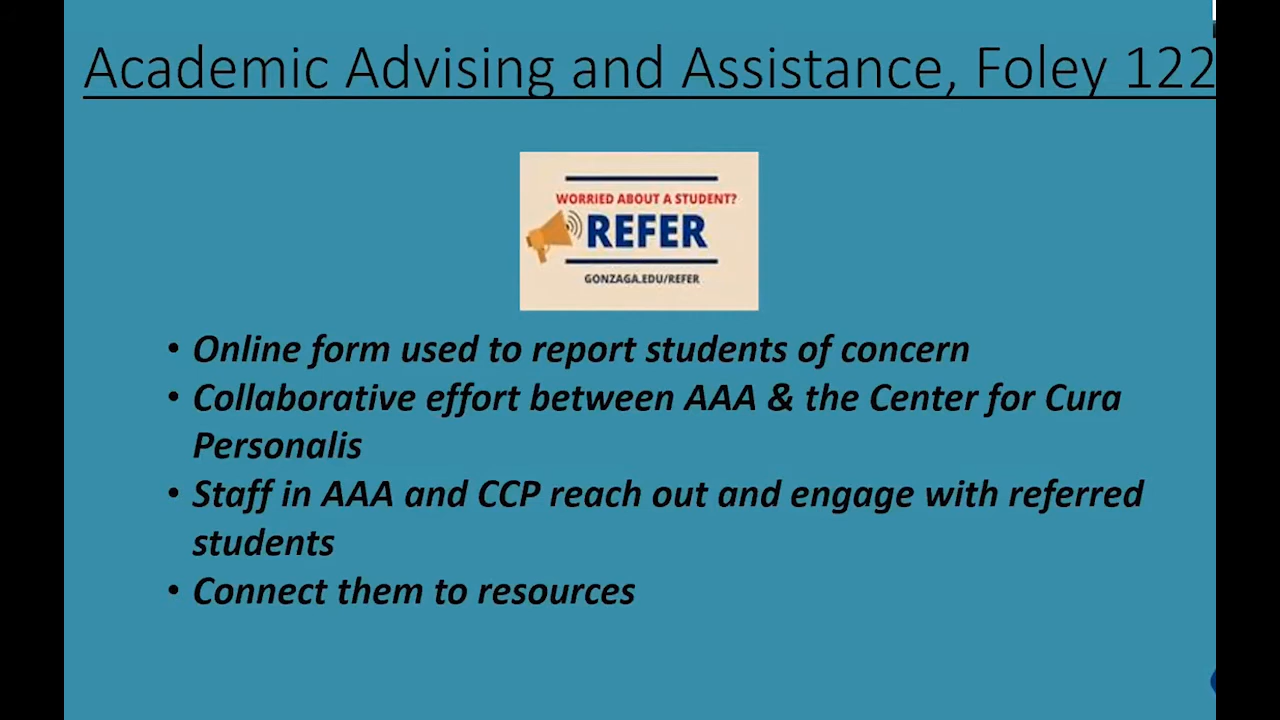 Academic Advising and Assistance, Foley 122
WORRIED ABOUT A STUDENT?
REFER
GONZAGA.EDU/REFER
• Online form used to report students of concern
• Collaborative effort between AAA & the Center for Cura
Personalis
• Staff in AAA and CCP reach out and engage with referred
students
• Connect them to resources